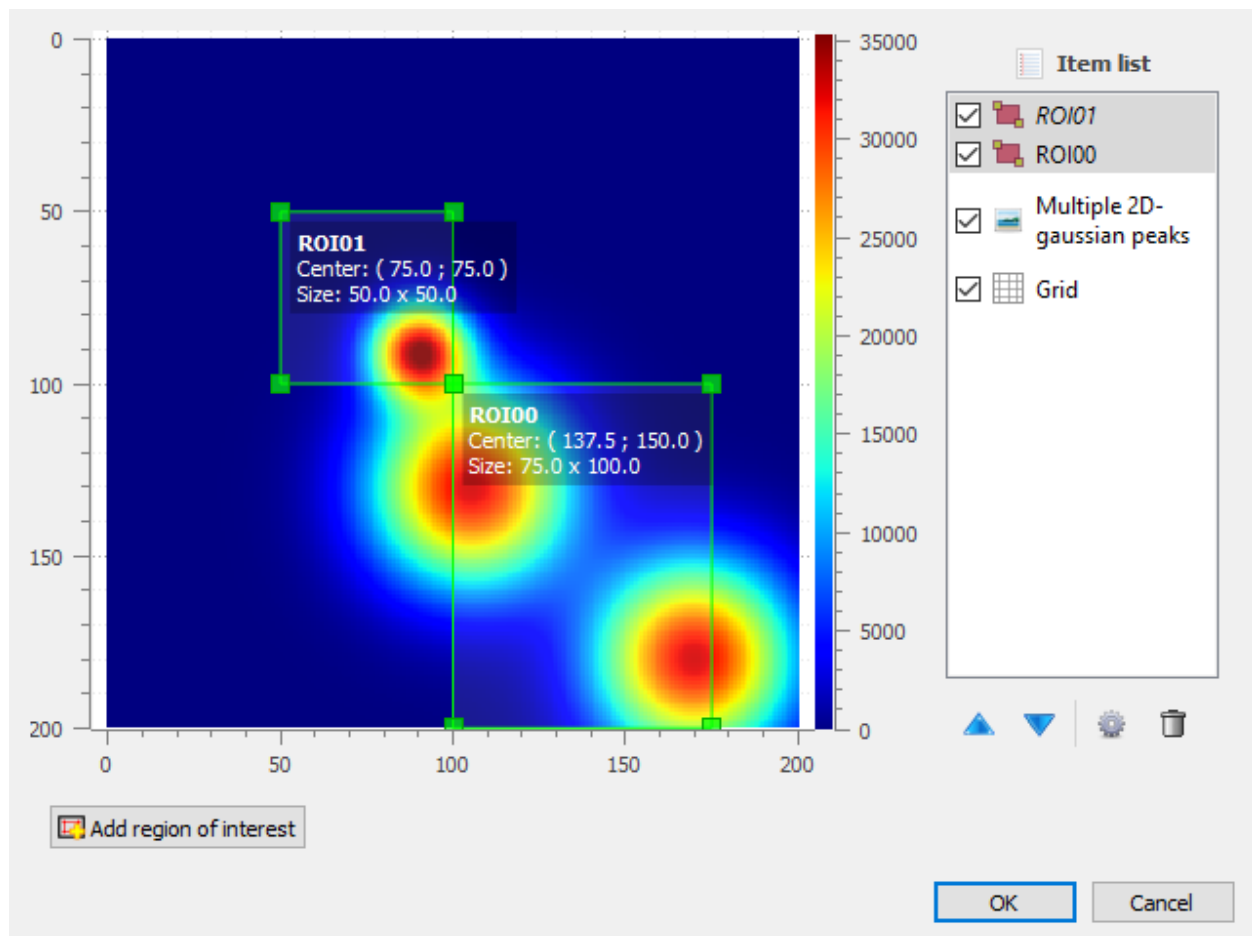 0
50
100
150
200
0
50
100
150
200
35000
30000
25000
20000
15000
10000
5000
0
ROI01
Center: ( 75.0 ; 75.0 )
Size: 50.0 x 50.0
ROI00
Center: ( 137.5 ; 150.0 )
Size: 75.0 x 100.0
Item list
ROI01
ROI00
Multiple 2D-
gaussian peaks
Grid
Add region of interest
OK
Cancel